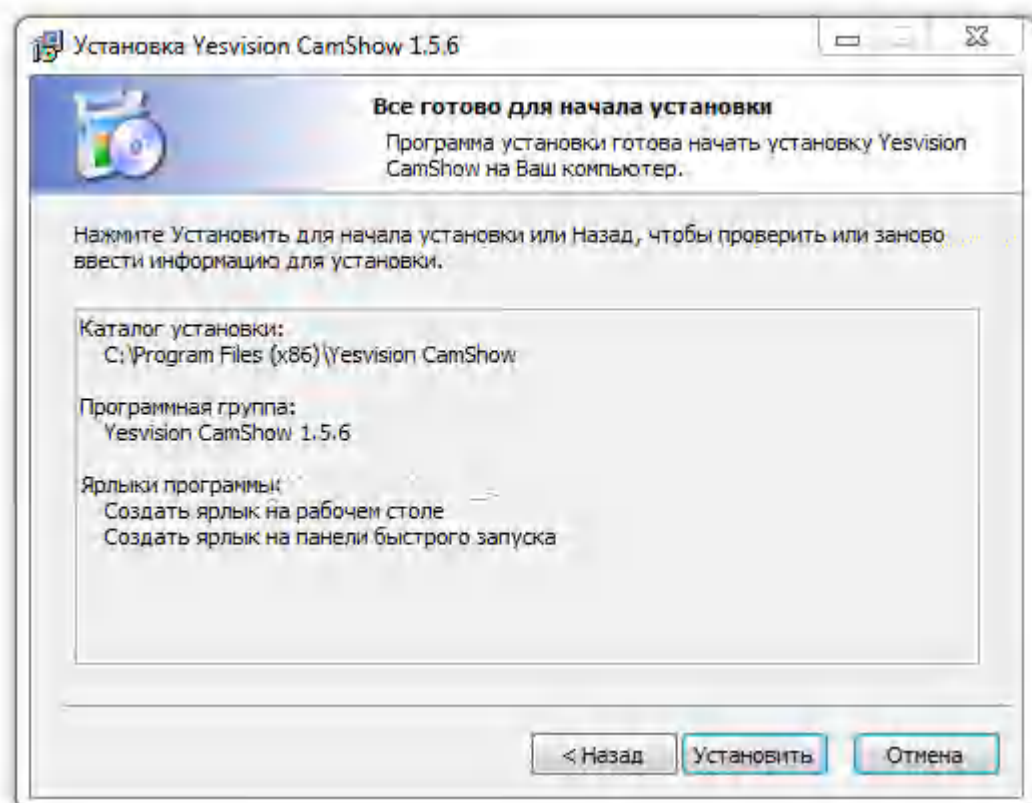 Установка Yesvision CamShow 1.5.6
Все готово для начала установки
Программа установки готова начать установку Yesvision
CamShow на Ваш компьютер.
Нажмите Установить для начала установки или Назад, чтобы проверить или заново
ввести информацию для установки.
Каталог установки:
C:\Program Files (x86)\Yesvision CamShow
Программная группа:
Yesvision CamShow 1.5.6
Ярлыки программы:
Создать ярлык на рабочем столе
Создать ярлык на панели быстрого запуска
< Назад
Установить
Отмена